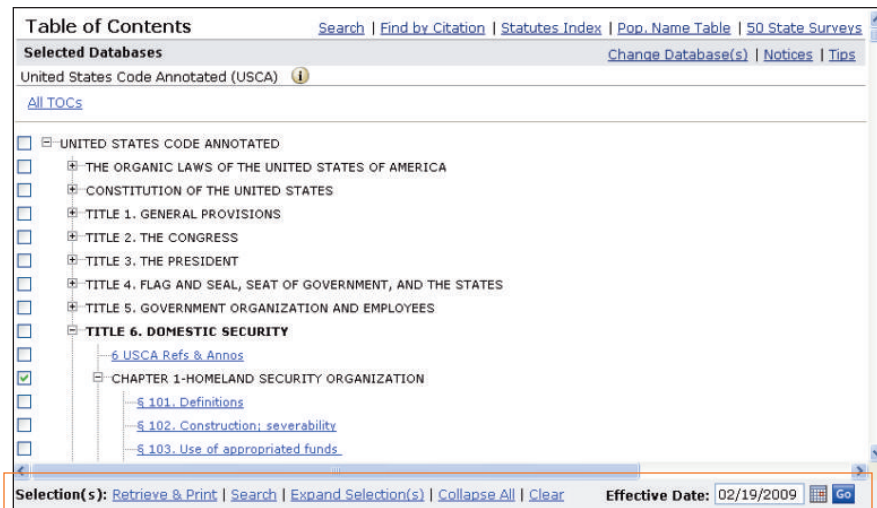 Table of Contents Search | Find by Citation | Statutes Index | Pop. Name Table | 50 State Surveys
Selected Databases Change Database(s) | Notices | Tips
United States Code Annotated (USCA) i
All TOCs
UNITED STATES CODE ANNOTATED
THE ORGANIC LAWS OF THE UNITED STATES OF AMERICA
CONSTITUTION OF THE UNITED STATES
TITLE 1. GENERAL PROVISIONS
TITLE 2. THE CONGRESS
TITLE 3. THE PRESIDENT
TITLE 4. FLAG AND SEAL, SEAT OF GOVERNMENT, AND THE STATES
TITLE 5. GOVERNMENT ORGANIZATION AND EMPLOYEES
TITLE 6. DOMESTIC SECURITY
6 USCA Refs & Annos
CHAPTER 1-HOMELAND SECURITY ORGANIZATION
§ 101. Definitions
§ 102. Construction; severability
§ 103. Use of appropriated funds
Selection(s): Retrieve & Print | Search | Expand Selection(s) | Collapse All | Clear Effective Date: 02/19/2009 Go